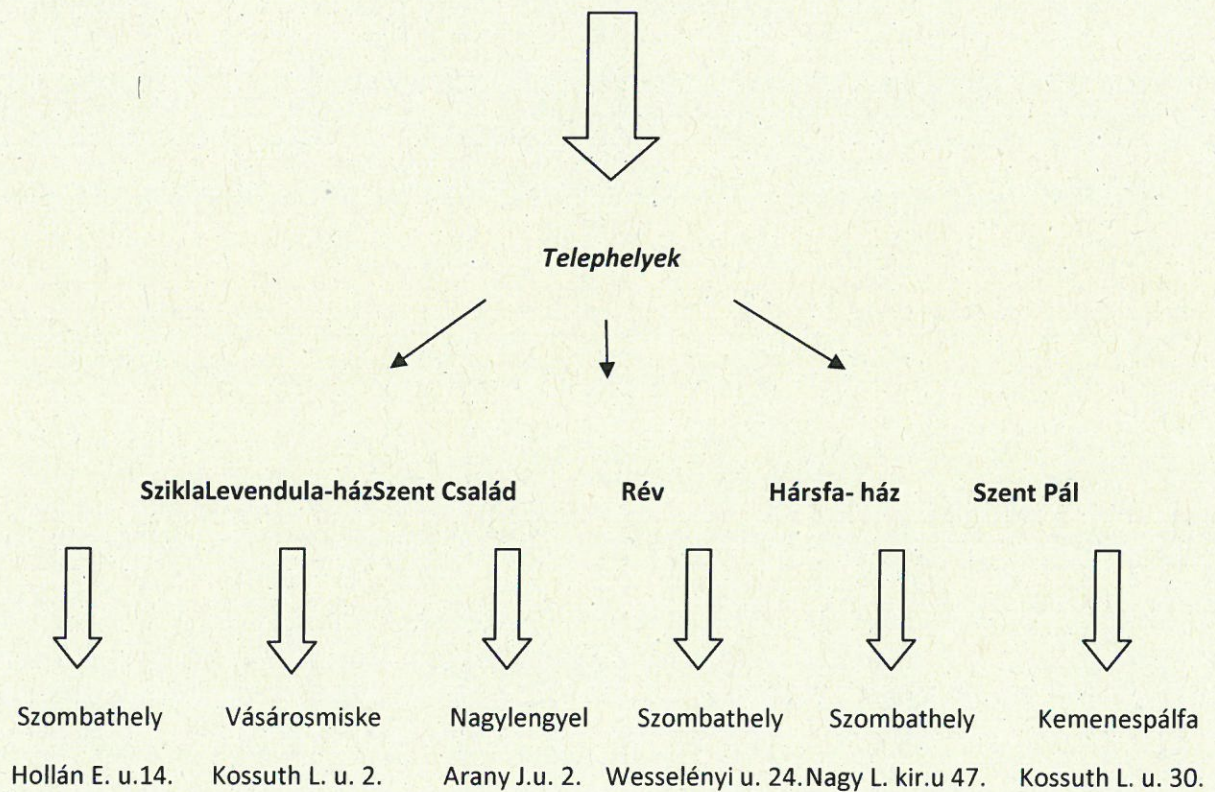 Telephelyek
SziklaLevendula-házSzent Család Rév Hársfa- ház Szent Pál
Szombathely Vásárosmiske Nagylengyel Szombathely Szombathely Kemenespálfa
Hollán E. u.14. Kossuth L. u. 2. Arany J.u. 2. Wesselényi u. 24. Nagy L. kir.u 47. Kossuth L. u. 30.